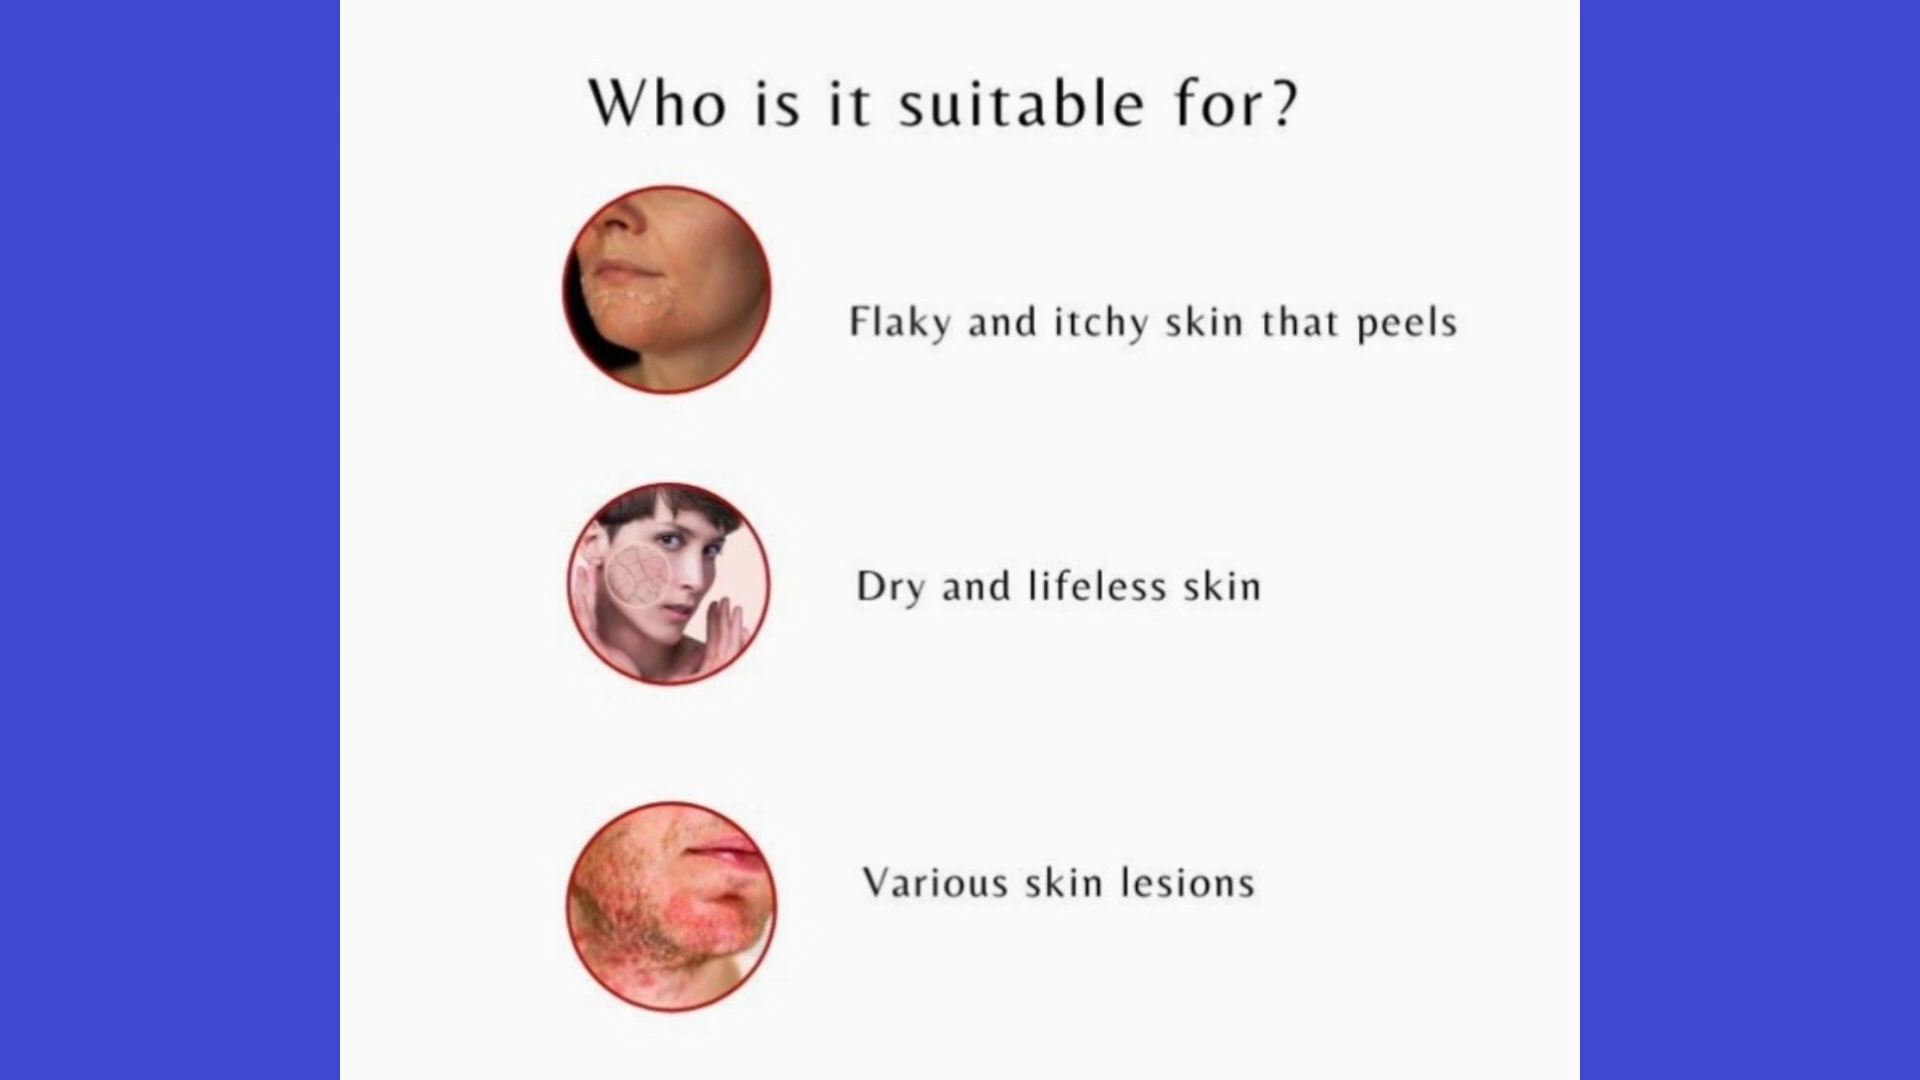 Who is it suitable for?
Flaky and itchy skin that peels
Dry and lifeless skin
Various skin lesions